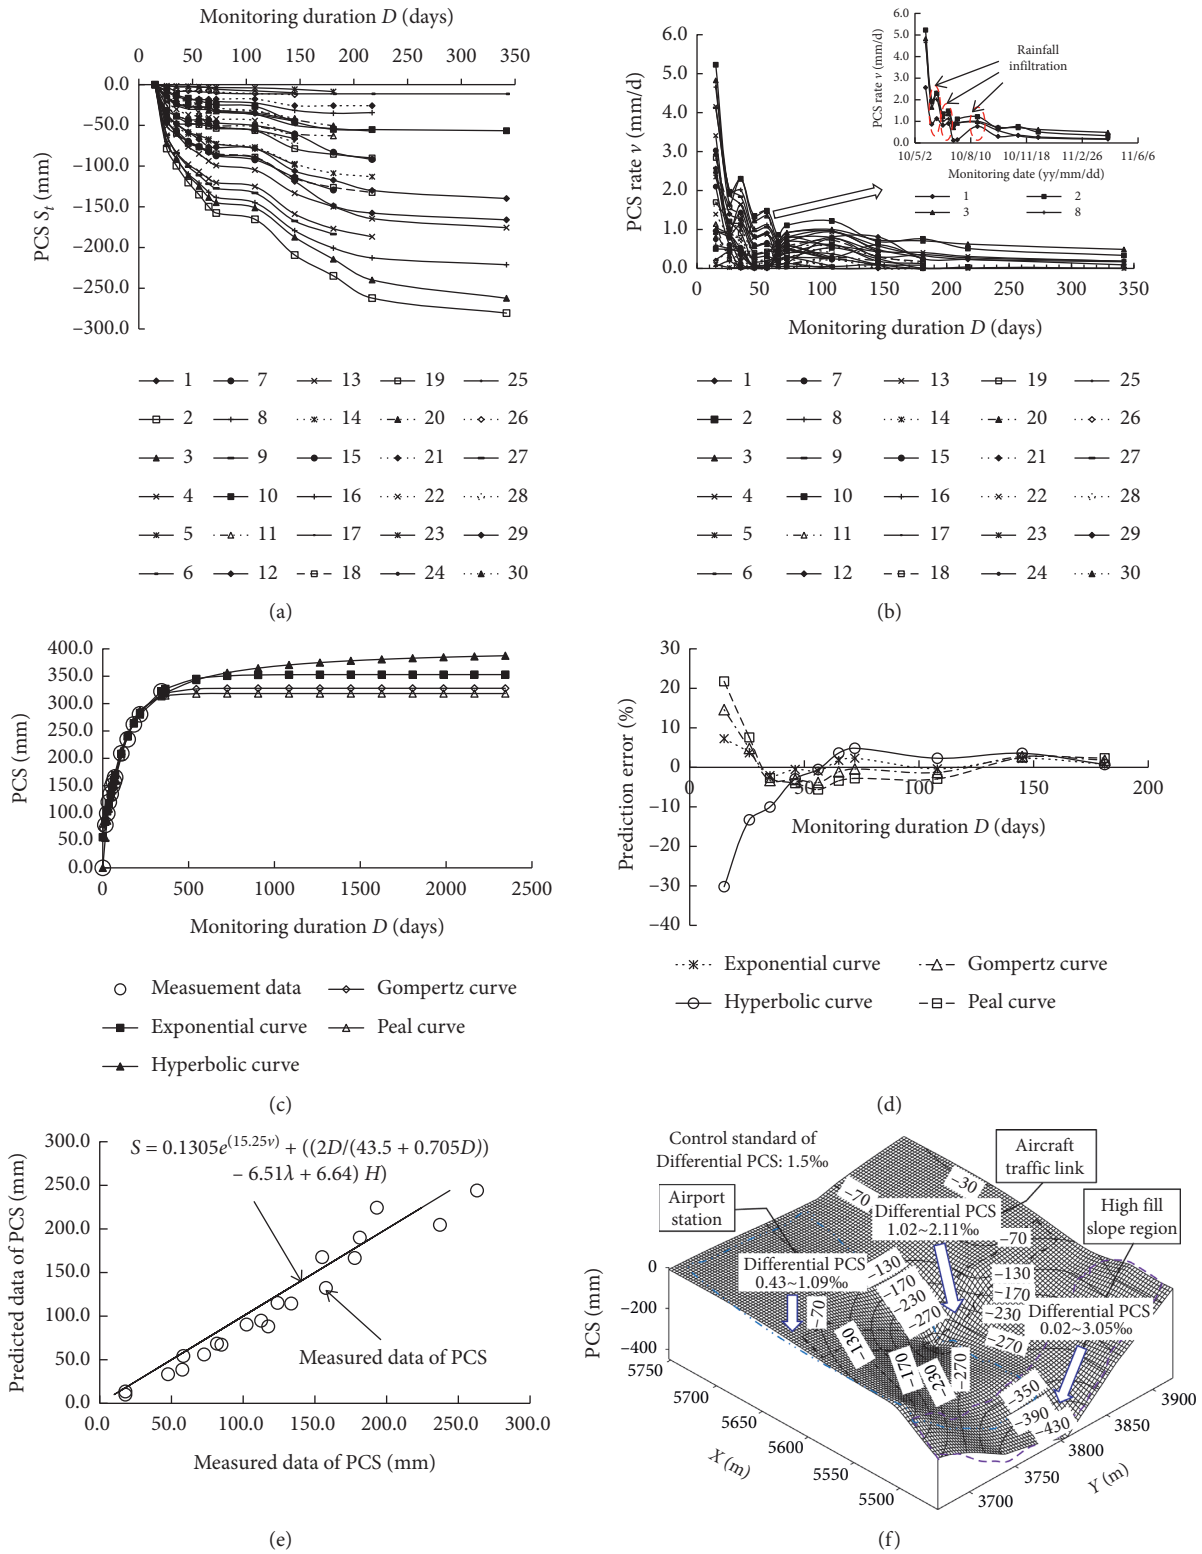 Monitoring duration D (days)
0 50 100 150 200 250 300 350
0.0
−50.0
−100.0
−150.0
−200.0
−250.0
−300.0
PCS St (mm)
1 7 13 19 25
2 8 14 20 26
3 9 15 21 27
4 10 16 22 28
5 11 17 23 29
6 12 18 24 30
(a)
6.0
5.0
4.0
3.0
2.0
1.0
0.0
PCS rate v (mm/d)
0 50 100 150 200 250 300 350
Monitoring duration D (days)
6.0
5.0
4.0
3.0
2.0
1.0
0.0
PCS rate v (mm/d)
Rainfall
infiltration
10/5/2 10/8/10 10/11/18 11/2/26 11/6/6
Monitoring date (yy/mm/dd)
1 2
3 8
1 7 13 19 25
2 8 14 20 26
3 9 15 21 27
4 10 16 22 28
5 11 17 23 29
6 12 18 24 30
(b)
400.0
350.0
300.0
250.0
200.0
150.0
100.0
50.0
0.0
PCS (mm)
0 500 1000 1500 2000 2500
Monitoring duration D (days)
Measuement data Gompertz curve
Exponential curve Peal curve
Hyperbolic curve
(c)
30
20
10
0
−10
−20
−30
−40
Prediction error (%)
0 50 100 150 200
Monitoring duration D (days)
Exponential curve Gompertz curve
Hyperbolic curve Peal curve
(d)
300.0
250.0
200.0
150.0
100.0
50.0
0.0
Predicted data of PCS (mm)
S = 0.1305e(15.25v) + ((2D/(43.5 + 0.705D))
− 6.51λ + 6.64) H)
Measured data of PCS
0.0 50.0 100.0 150.0 200.0 250.0 300.0
Measured data of PCS (mm)
(e)
Control standard of
Differential PCS: 1.5‰
Aircraft
traffic link
Airport
station
High fill
slope region
−30
−70
Differential PCS
1.02~2.11‰
−70
Differential PCS
0.43~1.09‰
−130
−170
−230
−270
−130
−170
−230
−270
Differential PCS
0.02~3.05‰
−70
−130
−170
−230
−270
−350
−390
−430
0
−200
−400
PCS (mm)
5750
5700
5650
5600
5550
5500
X (m)
3700
3750
3800
3850
3900
Y (m)
(f)